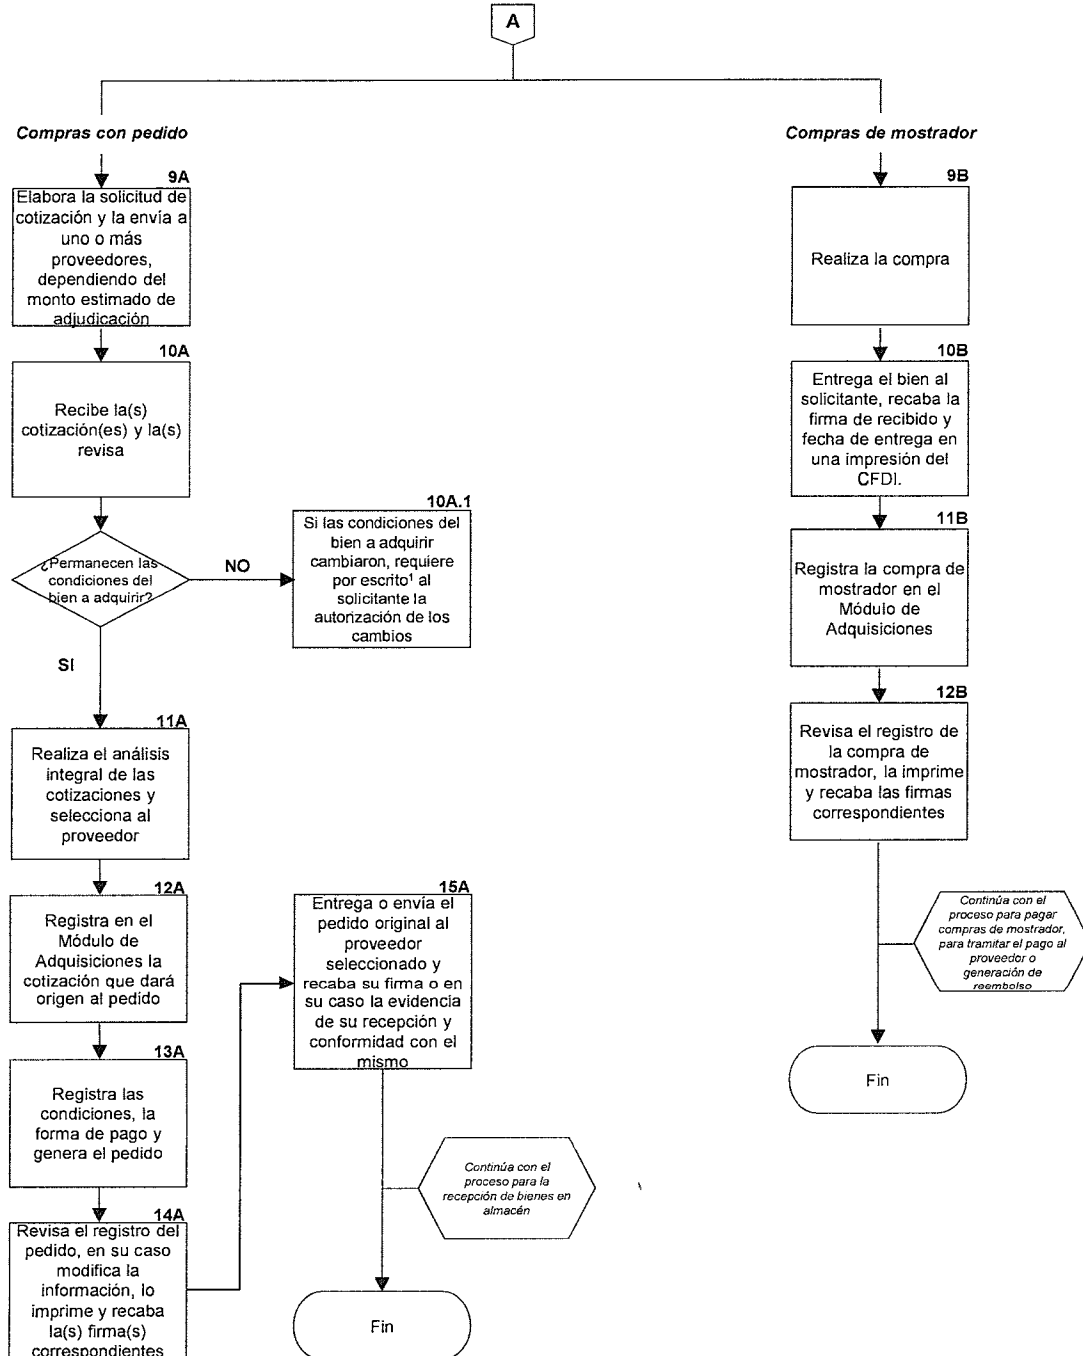 A
Compras con pedido
9A
Elabora la solicitud de
cotización y la envía a
uno o más
proveedores,
dependiendo del
monto estimado de
adjudicación
10A
Recibe la(s)
cotización(es) y la(s)
revisa
¿Permanecen las
condiciones del
bien a adquirir?
NO
10A.1
Si las condiciones del
bien a adquirir
cambiaron, requiere
por escrito¹ al
solicitante la
autorización de los
cambios
SI
11A
Realiza el análisis
integral de las
cotizaciones y
selecciona al
proveedor
12A
Registra en el
Módulo de
Adquisiciones la
cotización que dará
origen al pedido
13A
Registra las
condiciones, la
forma de pago y
genera el pedido
14A
Revisa el registro del
pedido, en su caso
modifica la
información, lo
imprime y recaba
la(s) firma(s)
correspondientes
15A
Entrega o envía el
pedido original al
proveedor
seleccionado y
recaba su firma o en
su caso la evidencia
de su recepción y
conformidad con el
mismo
Continúa con el
proceso para la
recepción de bienes en
almacén
Fin
Compras de mostrador
9B
Realiza la compra
10B
Entrega el bien al
solicitante, recaba la
firma de recibido y
fecha de entrega en
una impresión del
CFDI.
11B
Registra la compra de
mostrador en el
Módulo de
Adquisiciones
12B
Revisa el registro de
la compra de
mostrador, la imprime
y recaba las firmas
correspondientes
Continúa con el
proceso para pagar
compras de mostrador,
para tramitar el pago al
proveedor o
generación de
reembolso
Fin